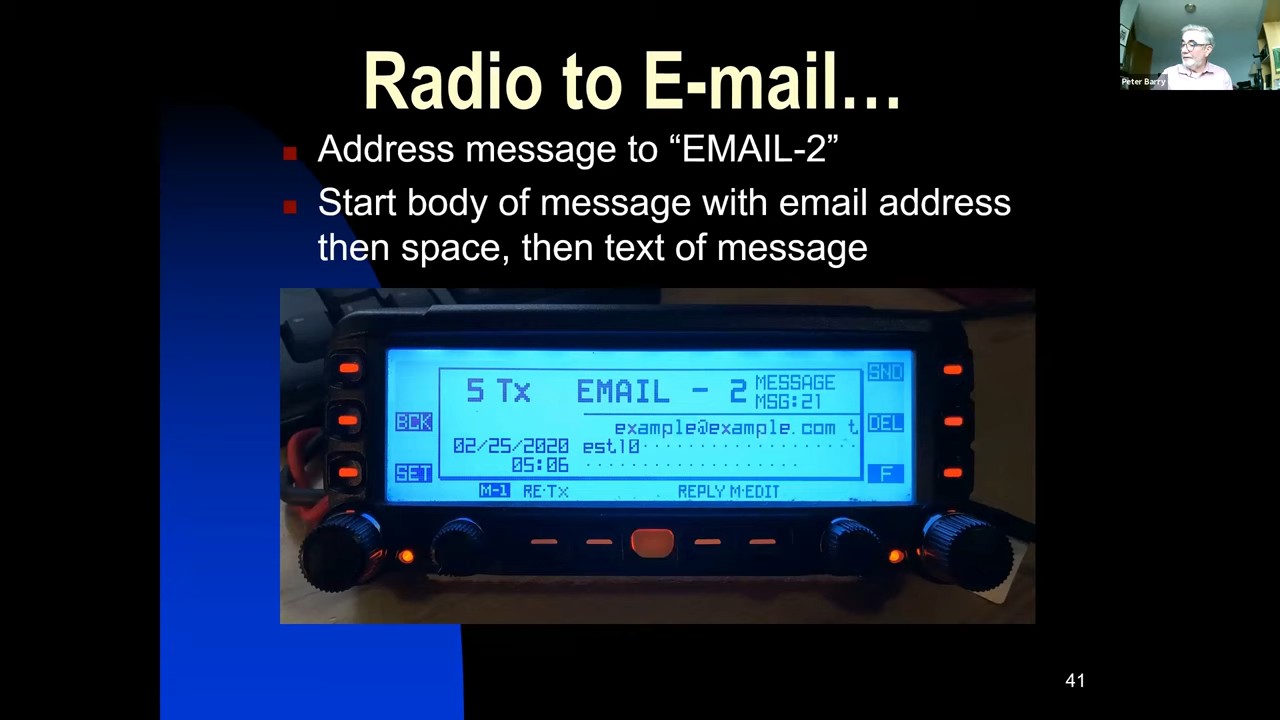 Radio to E-mail…
Address message to “EMAIL-2”
Start body of message with email address
then space, then text of message
Peter Barry
5 Tx EMAIL - 2 MESSAGE
MSG:21
example@example.com t
02/25/2020 est10
05:06
M-1 RE·Tx REPLY M·EDIT
BCK
SET
SND
DEL
F
41